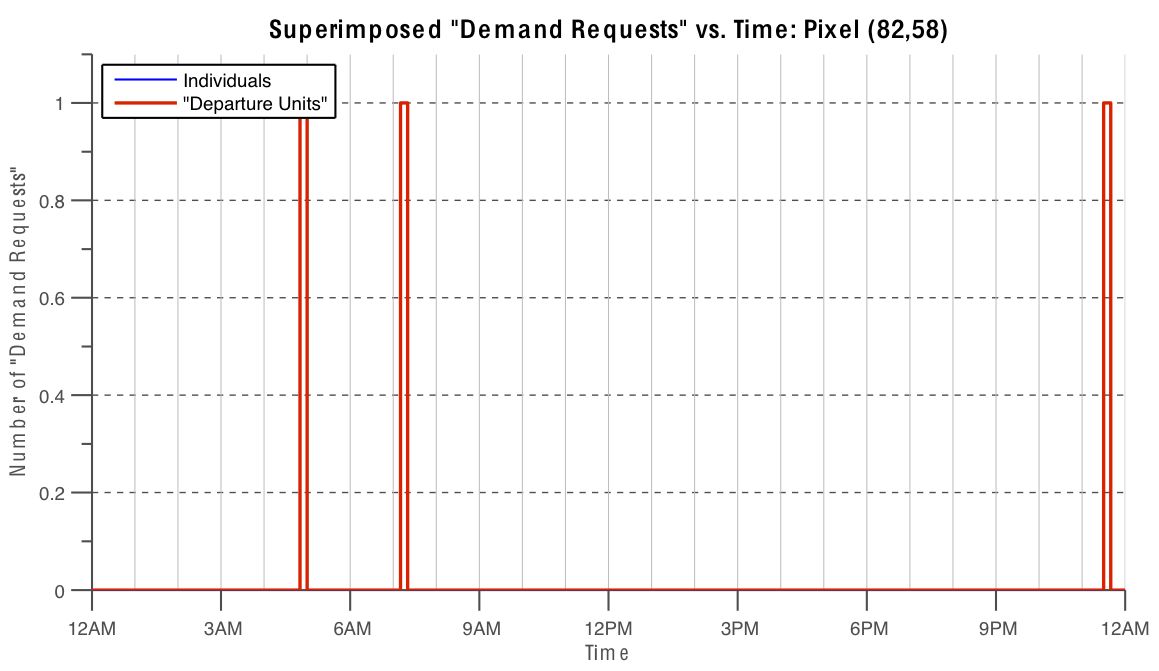 Superimposed "Demand Requests" vs. Time: Pixel (82,58)
Individuals
"Departure Units"
Number of "Demand Requests"
1
0.8
0.6
0.4
0.2
0
12AM 3AM 6AM 9AM 12PM 3PM 6PM 9PM 12AM
Time